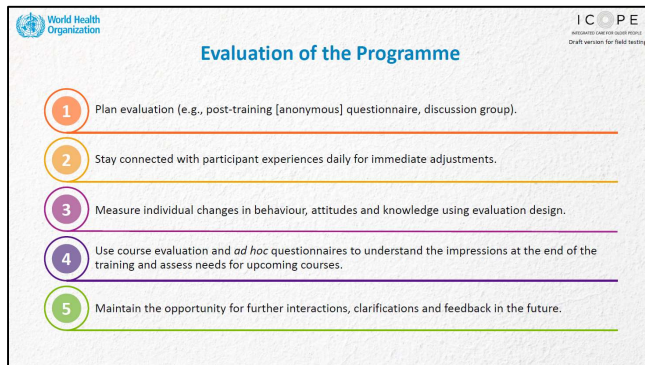 World Health
Organization
ICOPE
INTEGRATED CARE FOR OLDER PEOPLE
Draft version for field testing
Evaluation of the Programme
1
Plan evaluation (e.g., post-training [anonymous] questionnaire, discussion group).
2
Stay connected with participant experiences daily for immediate adjustments.
3
Measure individual changes in behaviour, attitudes and knowledge using evaluation design.
4
Use course evaluation and ad hoc questionnaires to understand the impressions at the end of the
training and assess needs for upcoming courses.
5
Maintain the opportunity for further interactions, clarifications and feedback in the future.